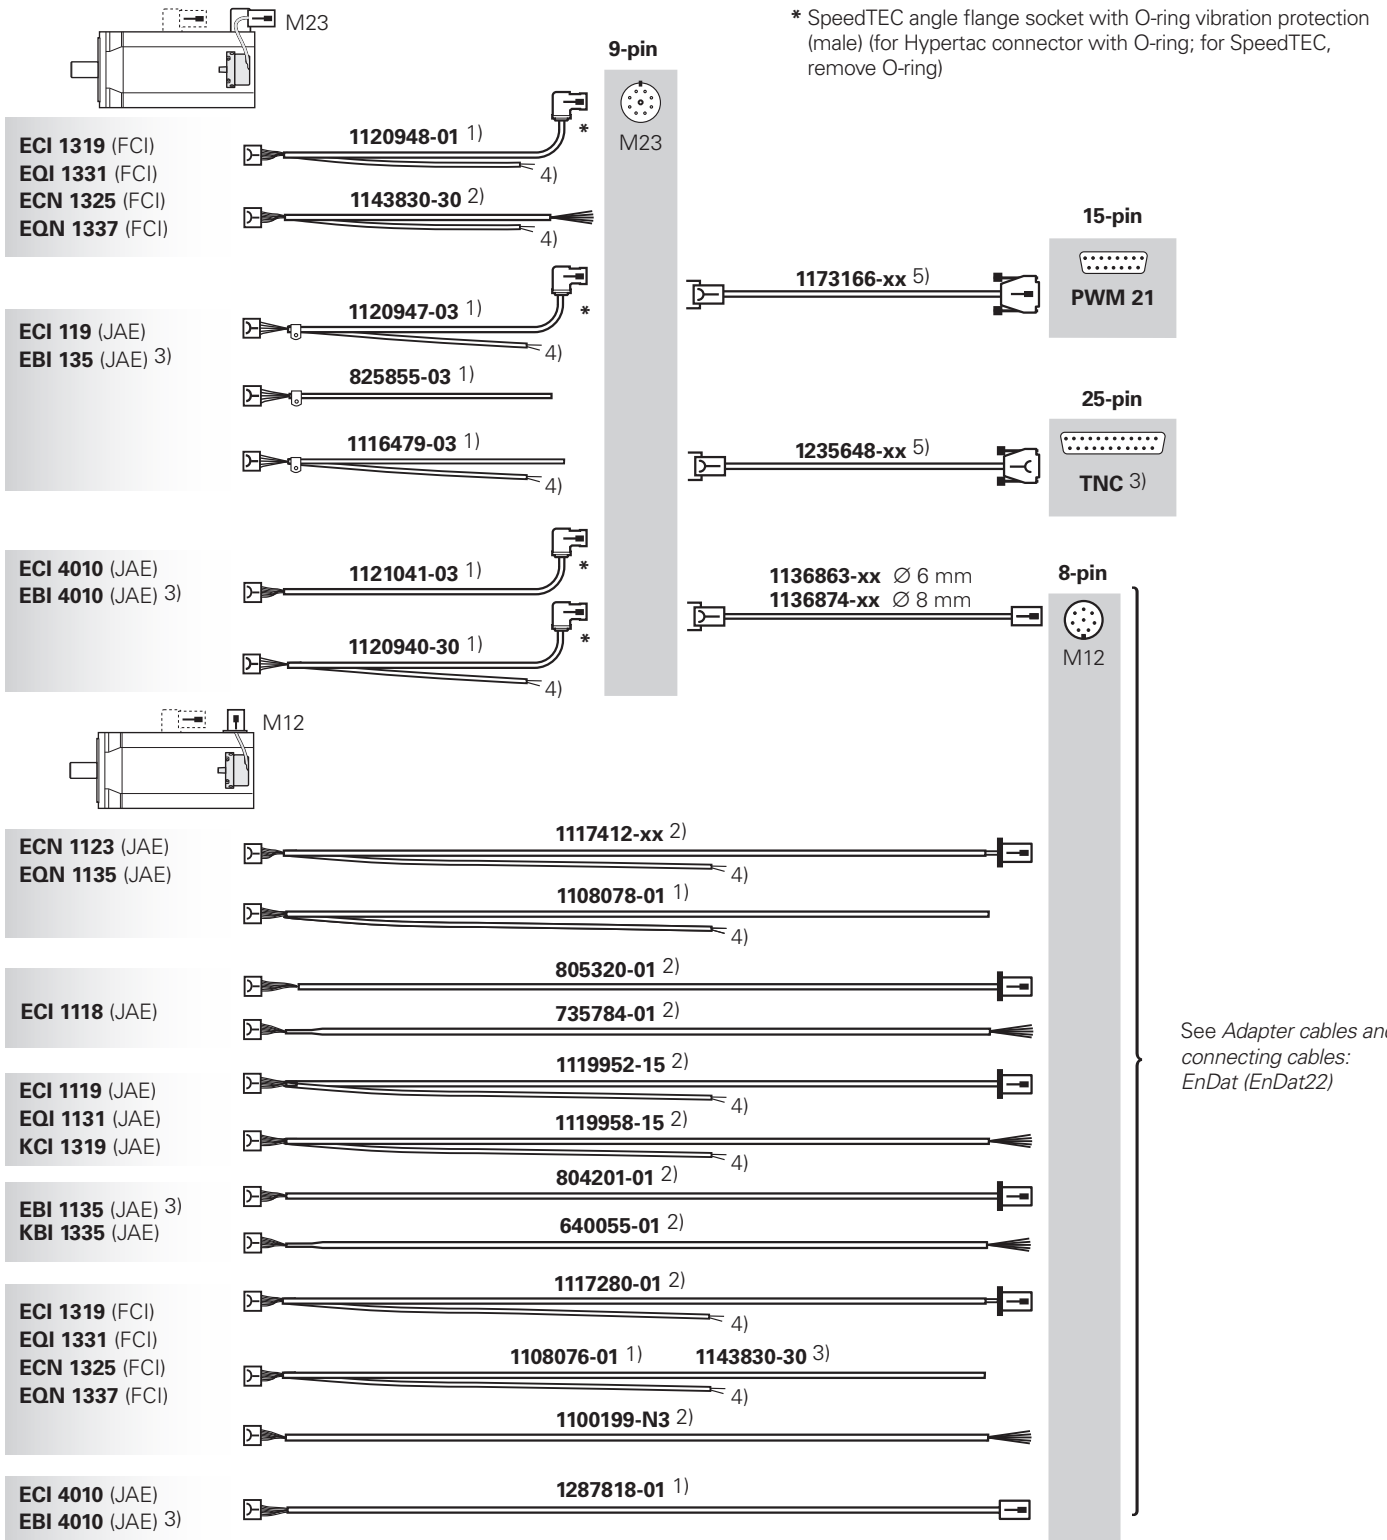 M23
* SpeedTEC angle flange socket with O-ring vibration protection
(male) (for Hypertac connector with O-ring; for SpeedTEC,
remove O-ring)
9-pin
M23
ECI 1319 (FCI)
EQI 1331 (FCI)
ECN 1325 (FCI)
EQN 1337 (FCI)
1120948-01 1)
*
4)
1143830-30 2)
4)
15-pin
PWM 21
1173166-xx 5)
ECI 119 (JAE)
EBI 135 (JAE) 3)
1120947-03 1)
*
4)
825855-03 1)
1116479-03 1)
4)
25-pin
TNC 3)
1235648-xx 5)
ECI 4010 (JAE)
EBI 4010 (JAE) 3)
1121041-03 1)
*
1120940-30 1)
*
4)
1136863-xx Ø 6 mm
1136874-xx Ø 8 mm
8-pin
M12
M12
ECN 1123 (JAE)
EQN 1135 (JAE)
1117412-xx 2)
4)
1108078-01 1)
4)
ECI 1118 (JAE)
805320-01 2)
735784-01 2)
See Adapter cables and
connecting cables:
EnDat (EnDat22)
ECI 1119 (JAE)
EQI 1131 (JAE)
KCI 1319 (JAE)
1119952-15 2)
4)
1119958-15 2)
4)
EBI 1135 (JAE) 3)
KBI 1335 (JAE)
804201-01 2)
640055-01 2)
ECI 1319 (FCI)
EQI 1331 (FCI)
ECN 1325 (FCI)
EQN 1337 (FCI)
1117280-01 2)
4)
1108076-01 1) 1143830-30 3)
4)
1100199-N3 2)
ECI 4010 (JAE)
EBI 4010 (JAE) 3)
1287818-01 1)